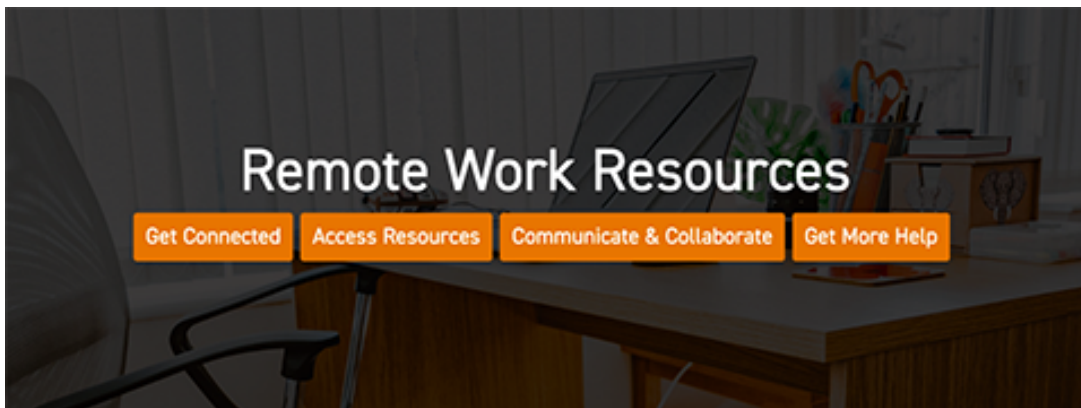 Remote Work Resources
Get Connected Access Resources Communicate & Collaborate Get More Help